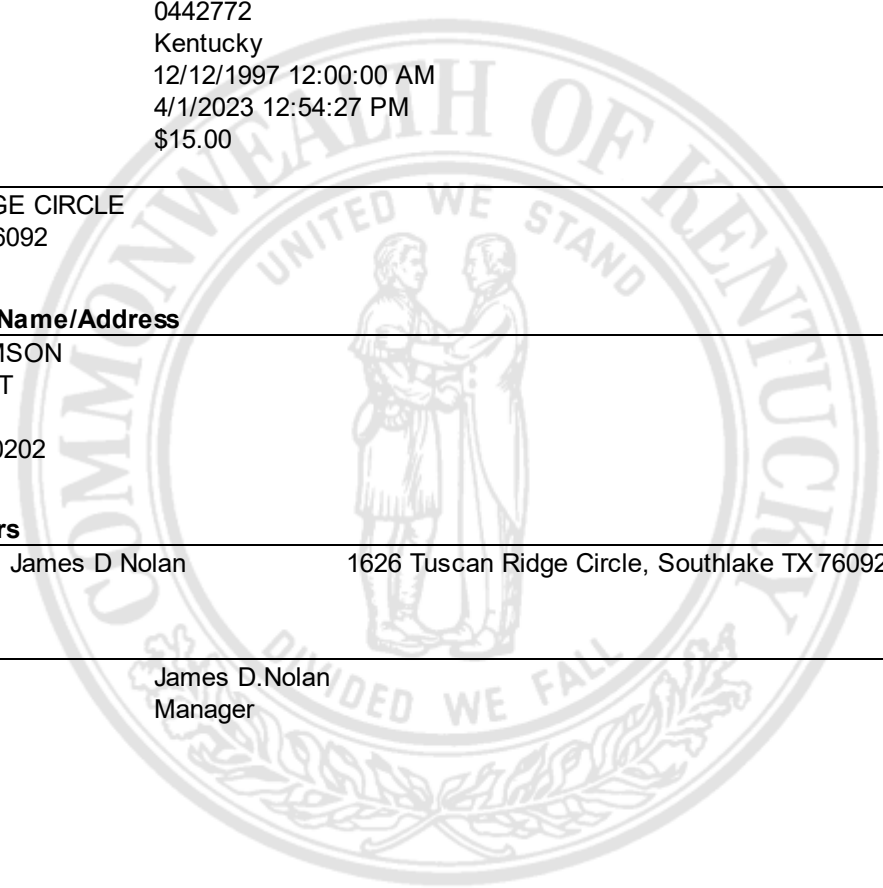 0442772
Kentucky
12/12/1997 12:00:00 AM
4/1/2023 12:54:27 PM
$15.00
GE CIRCLE
6092
Name/Address
MSON
T
0202
rs
James D Nolan 1626 Tuscan Ridge Circle, Southlake TX 76092
James D.Nolan
Manager
COMMONWEALTH OF KENTUCKY
UNITED WE STAND
DIVIDED WE FALL